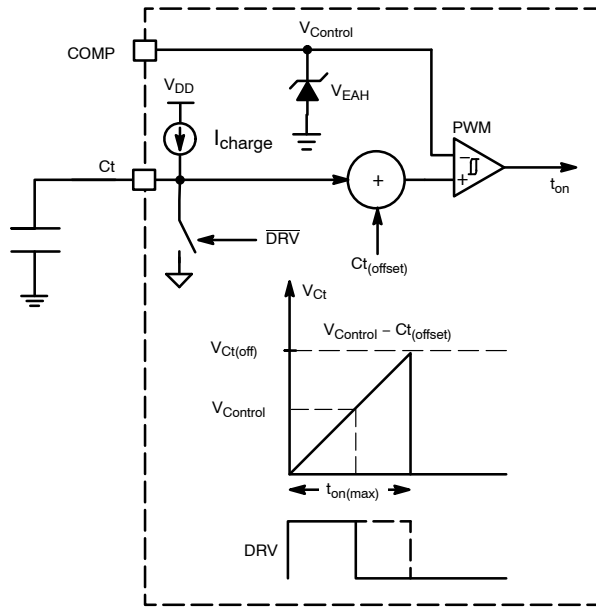 V_Control
COMP
V_DD
V_EAH
PWM
I_charge
Ct
+
−
+
t_on
DRV
Ct_(offset)
V_Ct
V_Ct(off)
V_Control − Ct_(offset)
V_Control
t_on(max)
DRV